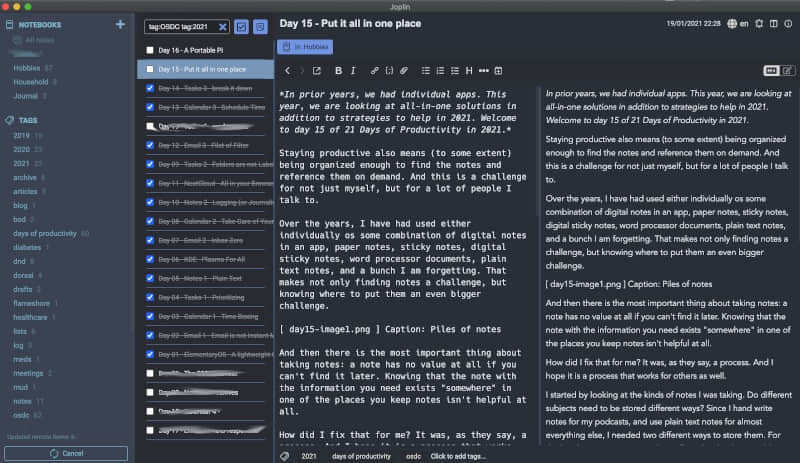 Joplin
NOTEBOOKS
All notes
Hobbies 57
Household 3
Journal 3
TAGS
2019 19
2020 23
2021 23
archive 6
articles 3
blog 1
bod 2
days of productivity 60
diabetes 1
dnd 9
doreai 4
drafts 2
flameshore 1
healthcare 1
lists 6
log 3
meds 1
meetings 2
mud 1
notes 11
osdc 62
Updated remote items: 5.
Cancel
tag:OSDC tag:2021
Day 16 - A Portable Pi
Day 15 - Put it all in one place
Day 14 - Tasks 3 - break it down
Day 13 - Calendar 3 - Schedule Time
Day 12 - Email 3 - Pilot of Filter
Day 09 - Tasks 2 - Folders are not Label
Day 11 - NextCloud - All in your Browse
Day 10 - Notes 2 - Logging (or Journalin
Day 08 - Calendar 2 - Take Care of Your
Day 07 - Email 2 - Inbox Zero
Day 06 - KDE - Plasma For All
Day 05 - Notes 1 - Plain Text
Day 04 - Tasks 1 - Prioritizing
Day 03 - Calendar 1 - Time Boxing
Day 02 - Email 1 - Email is not Instant M
Day 01 - ElementaryOS - A lightweight
Day 15 - Put it all in one place
19/01/2021 22:28
en
In: Hobbies
*In prior years, we had individual apps. This
year, we are looking at all-in-one solutions in
addition to strategies to help in 2021. Welcome
to day 15 of 21 Days of Productivity in 2021.*
Staying productive also means (to some extent)
being organized enough to find the notes and
reference them on demand. And this is a challenge
for not just myself, but for a lot of people I
talk to.
Over the years, I have had used either
individually os some combination of digital notes
in an app, paper notes, sticky notes, digital
sticky notes, word processor documents, plain
text notes, and a bunch I am forgetting. That
makes not only finding notes a challenge, but
knowing where to put them an even bigger
challenge.
[ day15-image1.png ] Caption: Piles of notes
And then there is the most important thing about
taking notes: a note has no value at all if you
can't find it later. Knowing that the note with
the information you need exists "somewhere" in one
of the places you keep notes isn't helpful at
all.
How did I fix that for me? It was, as they say, a
In prior years, we had individual apps. This year, we are looking at
all-in-one solutions in addition to strategies to help in 2021.
Welcome to day 15 of 21 Days of Productivity in 2021.
Staying productive also means (to some extent) being organized
enough to find the notes and reference them on demand. And
this is a challenge for not just myself, but for a lot of people I talk
to.
Over the years, I have had used either individually os some
combination of digital notes in an app, paper notes, sticky notes,
digital sticky notes, word processor documents, plain text notes,
and a bunch I am forgetting. That makes not only finding notes a
challenge, but knowing where to put them an even bigger
challenge.
[ day15-image1.png ] Caption: Piles of notes
And then there is the most important thing about taking notes: a
note has no value at all if you can't find it later. Knowing that the
note with the information you need exists "somewhere" in one of
the places you keep notes isn't helpful at all.
How did I fix that for me? It was, as they say, a process. And I
hope it is a process that works for others as well.
I started by looking at the kinds of notes I was taking. Do different
subjects need to be stored different ways? Since I hand write
notes for my podcasts, and use plain text notes for almost
everything else, I needed two different ways to store them. For
2021 days of productivity osdc Click to add tags...